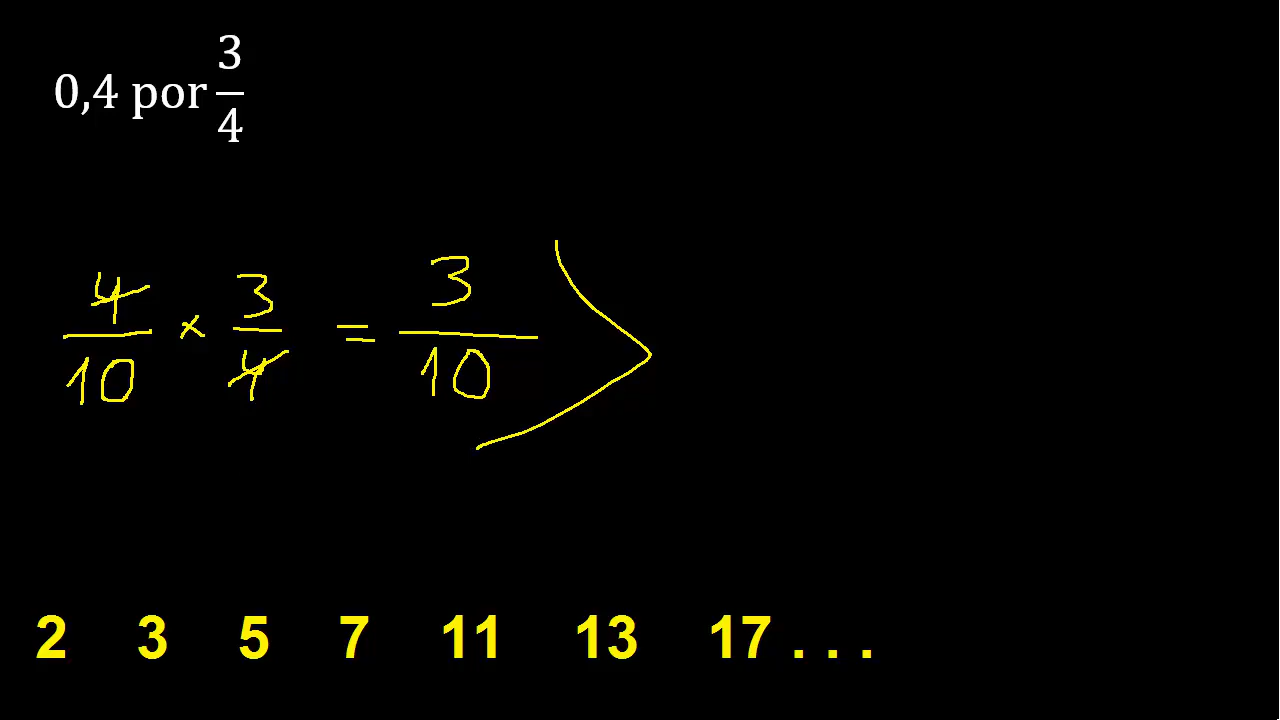 0,4 por 3/4
4/10 × 3/4 = 3/10
2 3 5 7 11 13 17 . . .